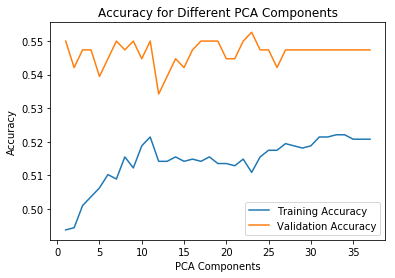 Accuracy for Different PCA Components
0.55
0.54
0.53
0.52
0.51
0.50
Accuracy
Training Accuracy
Validation Accuracy
0 5 10 15 20 25 30 35
PCA Components